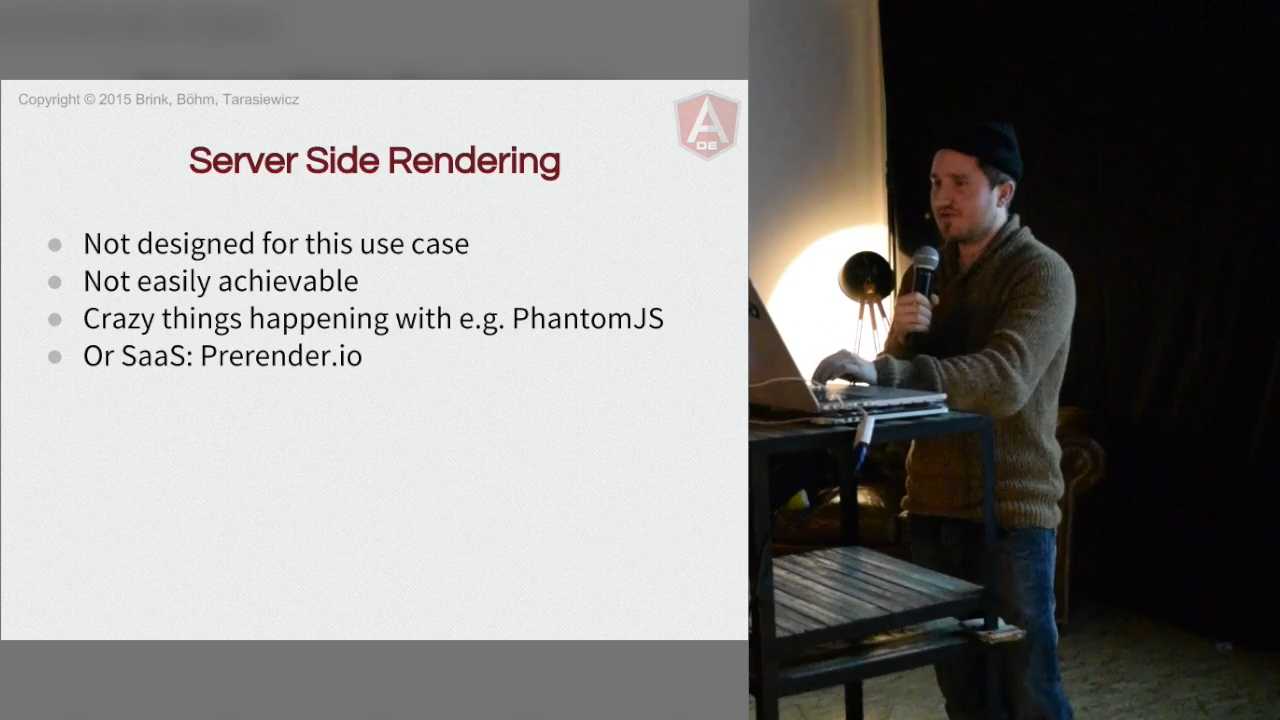 Copyright © 2015 Brink, Böhm, Tarasiewicz
A
DE
Server Side Rendering
Not designed for this use case
Not easily achievable
Crazy things happening with e.g. PhantomJS
Or SaaS: Prerender.io